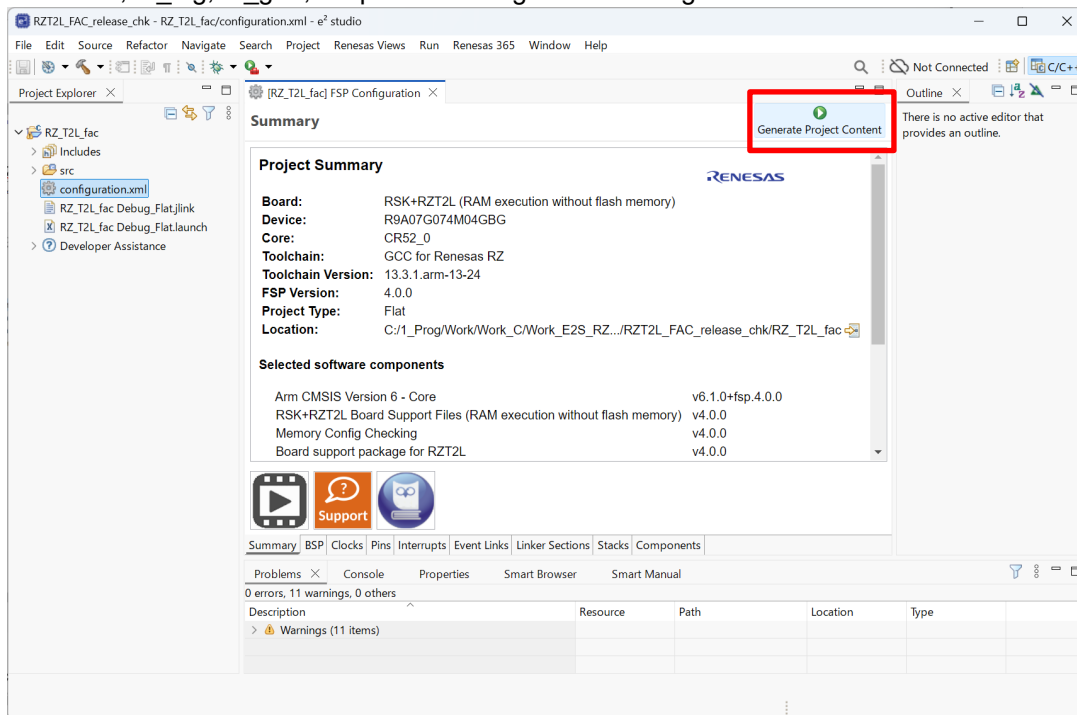 RZT2L_FAC_release_chk - RZ_T2L_fac/configuration.xml - e² studio
File Edit Source Refactor Navigate Search Project Renesas Views Run Renesas 365 Window Help
Not Connected C/C++
Project Explorer
[RZ_T2L_fac] FSP Configuration
Outline
Summary
Generate Project Content
There is no active editor that
provides an outline.
RZ_T2L_fac
Includes
src
configuration.xml
RZ_T2L_fac Debug_Flat.jlink
RZ_T2L_fac Debug_Flat.launch
Developer Assistance
Project Summary
RENESAS
Board: RSK+RZT2L (RAM execution without flash memory)
Device: R9A07G074M04GBG
Core: CR52_0
Toolchain: GCC for Renesas RZ
Toolchain Version: 13.3.1.arm-13-24
FSP Version: 4.0.0
Project Type: Flat
Location: C:/1_Prog/Work/Work_C/Work_E2S_RZ.../RZT2L_FAC_release_chk/RZ_T2L_fac
Selected software components
Arm CMSIS Version 6 - Core v6.1.0+fsp.4.0.0
RSK+RZT2L Board Support Files (RAM execution without flash memory) v4.0.0
Memory Config Checking v4.0.0
Board support package for RZT2L v4.0.0
Support
Summary BSP Clocks Pins Interrupts Event Links Linker Sections Stacks Components
Problems Console Properties Smart Browser Smart Manual
0 errors, 11 warnings, 0 others
Description Resource Path Location Type
Warnings (11 items)